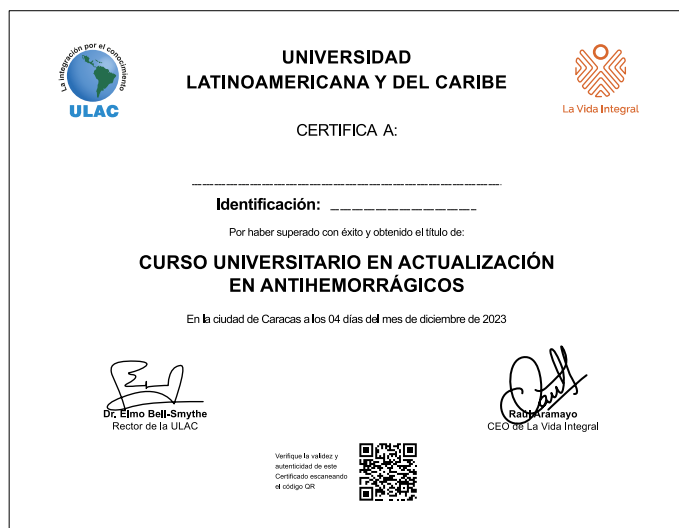 La integración por el conocimiento
ULAC
UNIVERSIDAD
LATINOAMERICANA Y DEL CARIBE
La Vida Integral
CERTIFICA A:
Identificación:
Por haber superado con éxito y obtenido el título de:
CURSO UNIVERSITARIO EN ACTUALIZACIÓN
EN ANTIHEMORRÁGICOS
En la ciudad de Caracas a los 04 días del mes de diciembre de 2023
Dr. Elmo Bell-Smythe
Rector de la ULAC
Raúl Aramayo
CEO de La Vida Integral
Verifique la validez y
autenticidad de este
Certificado escaneando
el código QR